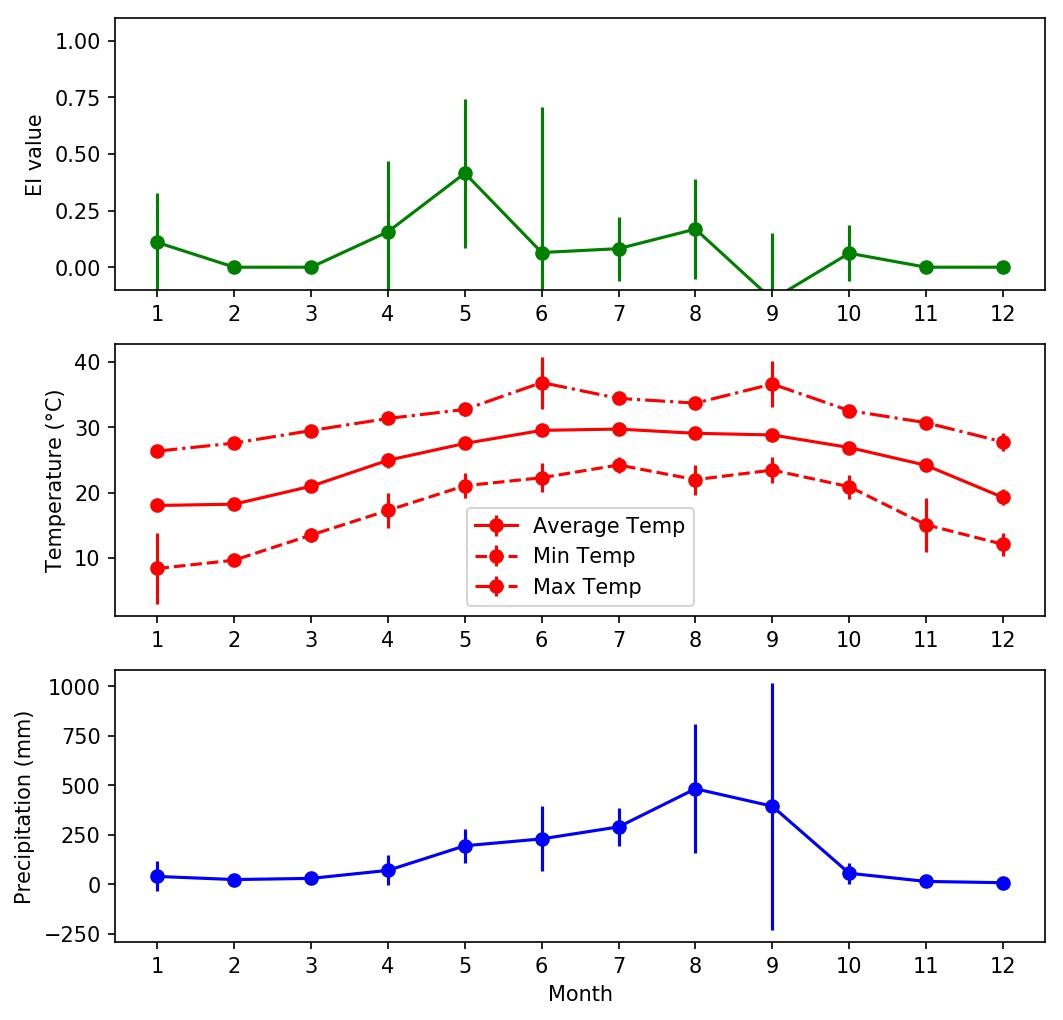 EI value
1.00
0.75
0.50
0.25
0.00
1 2 3 4 5 6 7 8 9 10 11 12
Temperature (°C)
40
30
20
10
Average Temp
Min Temp
Max Temp
1 2 3 4 5 6 7 8 9 10 11 12
Precipitation (mm)
1000
750
500
250
0
−250
1 2 3 4 5 6 7 8 9 10 11 12
Month